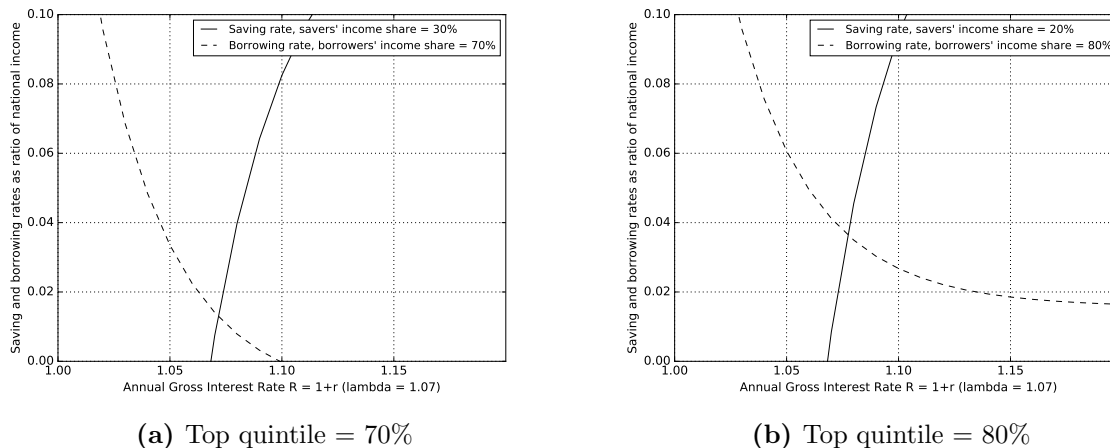 Saving and borrowing rates as ratio of national income
0.10
0.08
0.06
0.04
0.02
0.00
1.00
1.05
1.10
1.15
Saving rate, savers' income share = 30%
Borrowing rate, borrowers' income share = 70%
Annual Gross Interest Rate R = 1+r (lambda = 1.07)
(a) Top quintile = 70%
Saving and borrowing rates as ratio of national income
0.10
0.08
0.06
0.04
0.02
0.00
1.00
1.05
1.10
1.15
Saving rate, savers' income share = 20%
Borrowing rate, borrowers' income share = 80%
Annual Gross Interest Rate R = 1+r (lambda = 1.07)
(b) Top quintile = 80%